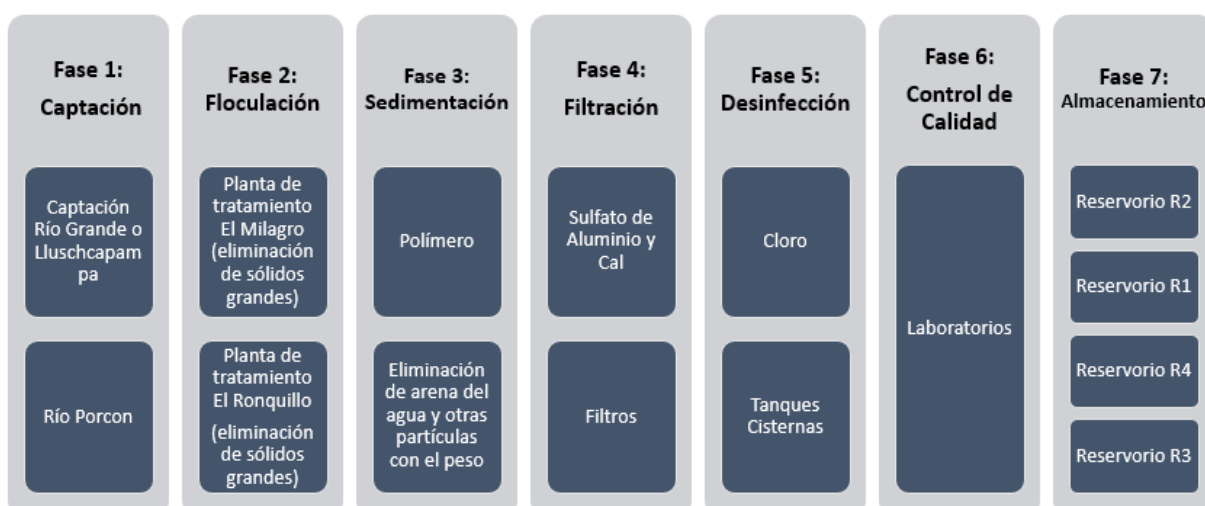 Fase 1:
Captación
Captación
Río Grande o
Lluschcapam
pa
Río Porcon
Fase 2:
Floculación
Planta de
tratamiento
El Milagro
(eliminación
de sólidos
grandes)
Planta de
tratamiento
El Ronquillo
(eliminación
de sólidos
grandes)
Fase 3:
Sedimentación
Polímero
Eliminación
de arena del
agua y otras
partículas
con el peso
Fase 4:
Filtración
Sulfato de
Aluminio y
Cal
Filtros
Fase 5:
Desinfección
Cloro
Tanques
Cisternas
Fase 6:
Control de
Calidad
Laboratorios
Fase 7:
Almacenamiento
Reservorio R2
Reservorio R1
Reservorio R4
Reservorio R3